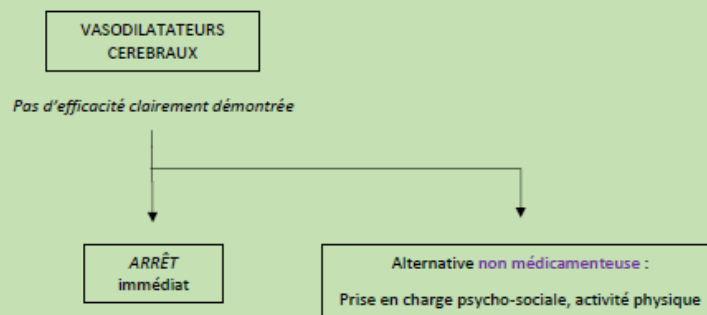 VASODILATATEURS
CEREBRAUX
Pas d'efficacité clairement démontrée
ARRÊT
immédiat
Alternative non médicamenteuse :
Prise en charge psycho-sociale, activité physique